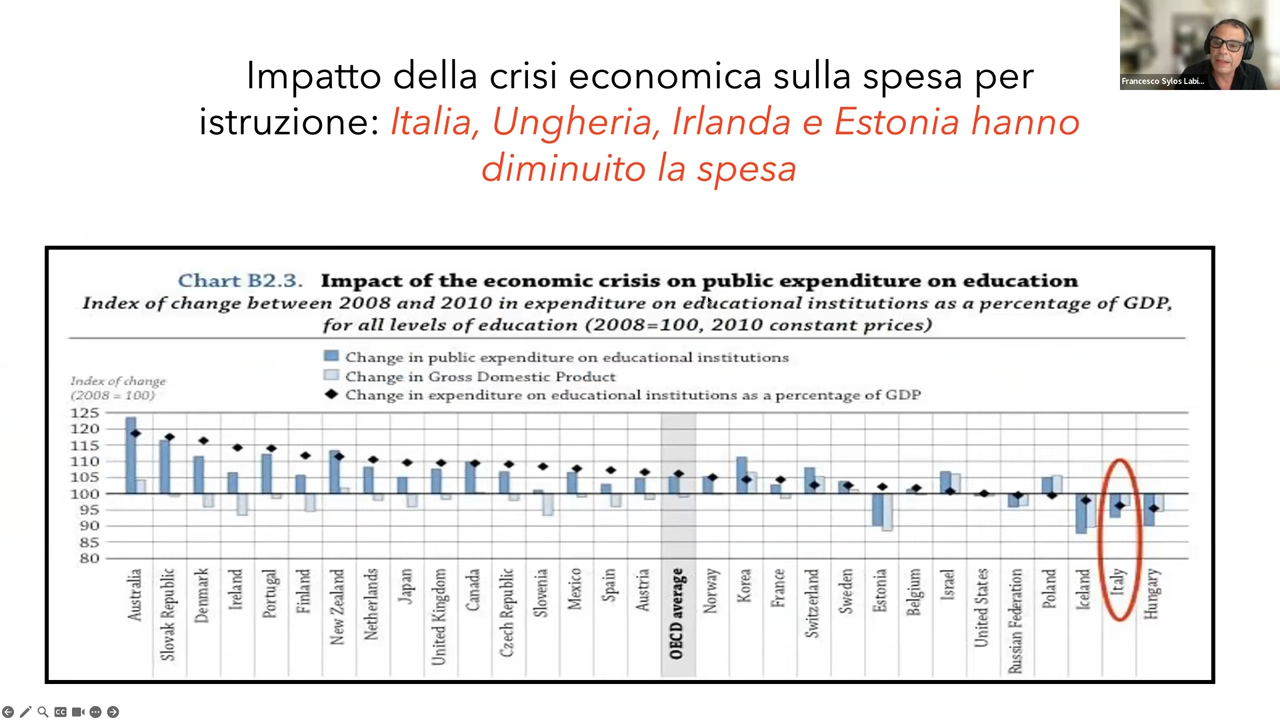 Francesco Sylos Labi...
Impatto della crisi economica sulla spesa per
istruzione: Italia, Ungheria, Irlanda e Estonia hanno
diminuito la spesa
Chart B2.3. Impact of the economic crisis on public expenditure on education
Index of change between 2008 and 2010 in expenditure on educational institutions as a percentage of GDP,
for all levels of education (2008=100, 2010 constant prices)
Change in public expenditure on educational institutions
Change in Gross Domestic Product
Change in expenditure on educational institutions as a percentage of GDP
Index of change
(2008 = 100)
125
120
115
110
105
100
95
90
85
80
Australia
Slovak Republic
Denmark
Ireland
Portugal
Finland
New Zealand
Netherlands
Japan
United Kingdom
Canada
Czech Republic
Slovenia
Mexico
Spain
Austria
OECD average
Norway
Korea
France
Switzerland
Sweden
Estonia
Belgium
Israel
United States
Russian Federation
Poland
Iceland
Italy
Hungary